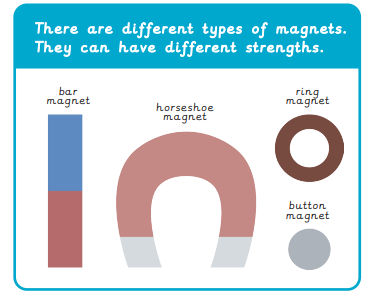 There are different types of magnets.
They can have different strengths.
bar
magnet
horseshoe
magnet
ring
magnet
button
magnet